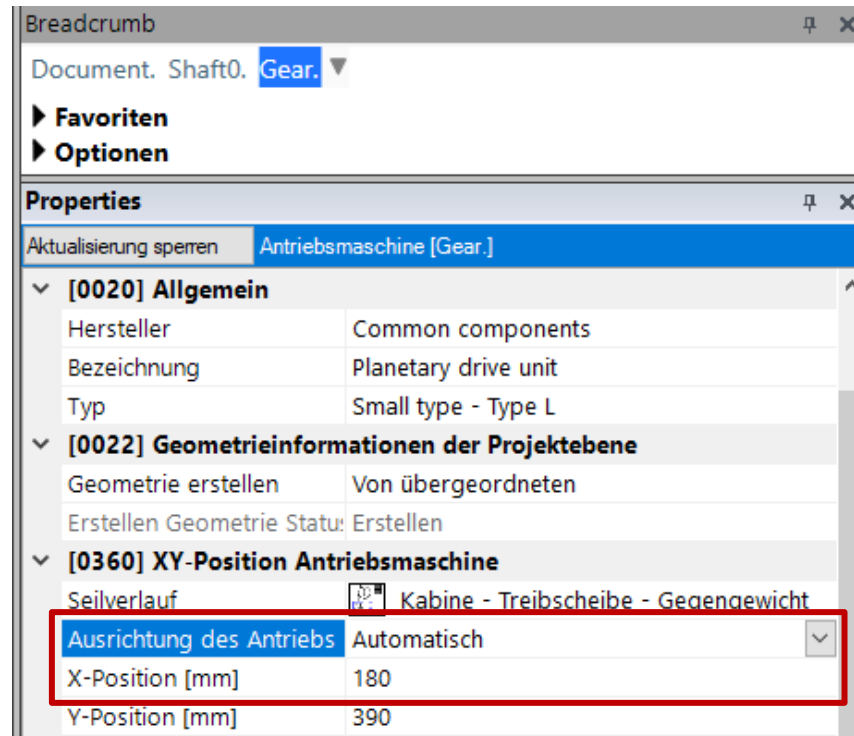 Breadcrumb
Document. Shaft0. Gear.
Favoriten
Optionen
Properties
Aktualisierung sperren Antriebsmaschine [Gear.]
[0020] Allgemein
Hersteller Common components
Bezeichnung Planetary drive unit
Typ Small type - Type L
[0022] Geometrieinformationen der Projektebene
Geometrie erstellen Von übergeordneten
Erstellen Geometrie Statu: Erstellen
[0360] XY-Position Antriebsmaschine
Seilverlauf Kabine - Treibscheibe - Gegengewicht
Ausrichtung des Antriebs Automatisch
X-Position [mm] 180
Y-Position [mm] 390